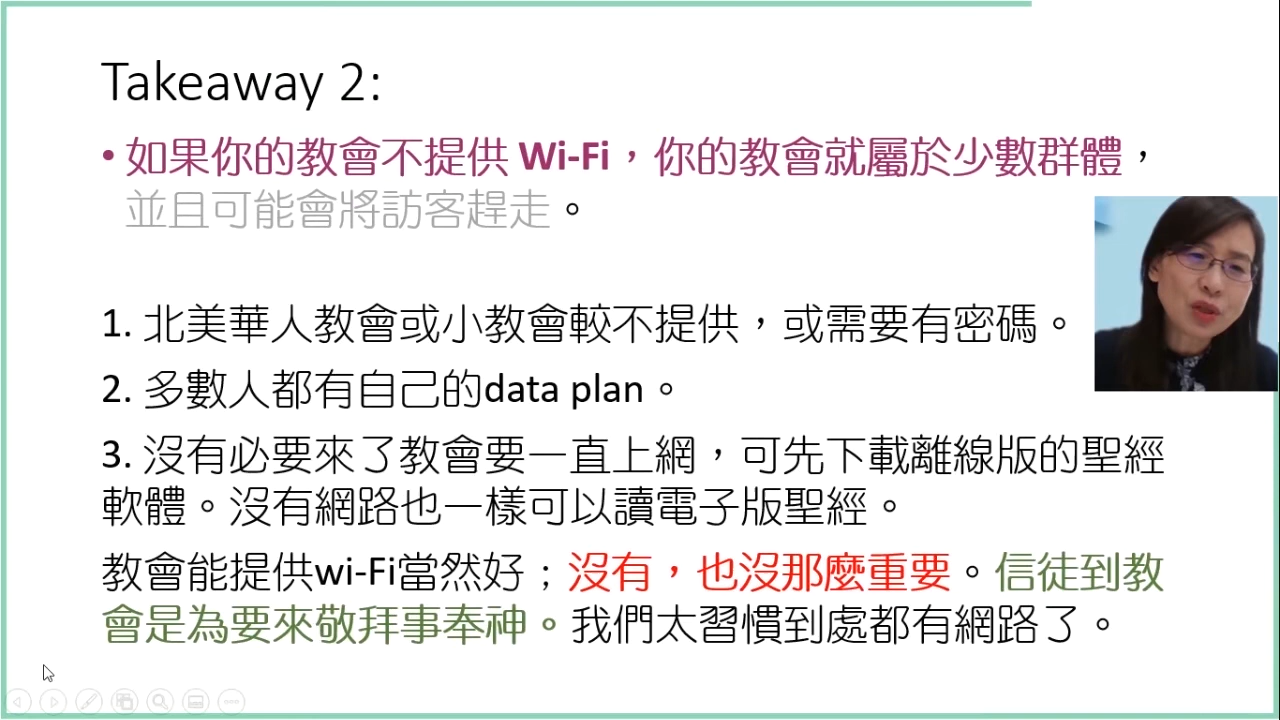 Takeaway 2:
• 如果你的教會不提供 Wi-Fi，你的教會就屬於少數群體，
並且可能會將訪客趕走。
1. 北美華人教會或小教會較不提供，或需要有密碼。
2. 多數人都有自己的data plan。
3. 沒有必要來了教會要一直上網，可先下載離線版的聖經
軟體。沒有網路也一樣可以讀電子版聖經。
教會能提供wi-Fi當然好；沒有，也沒那麼重要。信徒到教
會是為要來敬拜事奉神。我們太習慣到處都有網路了。